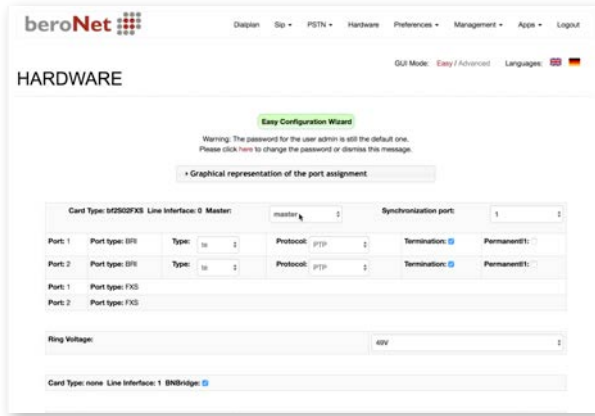 beroNet
Dialplan Sip PSTN Hardware Preferences Management Apps Logout
GUI Mode: Easy / Advanced Languages:
HARDWARE
Easy Configuration Wizard
Warning: The password for the user admin is still the default one.
Please click here to change the password or dismiss this message.
Graphical representation of the port assignment
Card Type: bf2S02FXS Line Interface: 0 Master: master Synchronization port: 1
Port: 1 Port type: BRI Type: te Protocol: PTP Termination: Permanentl1:
Port: 2 Port type: BRI Type: te Protocol: PTP Termination: Permanentl1:
Port: 1 Port type: FXS
Port: 2 Port type: FXS
Ring Voltage: 49V
Card Type: none Line Interface: 1 BNBridge: